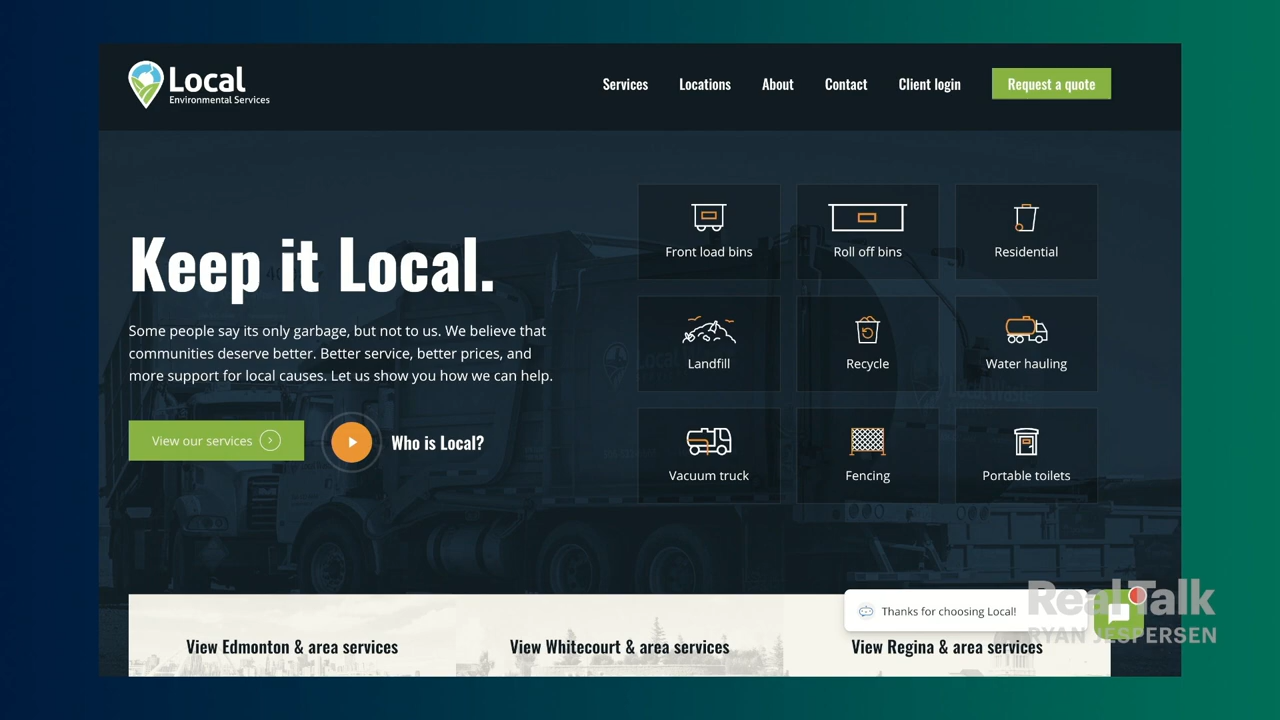 Local
Environmental Services
Services
Locations
About
Contact
Client login
Request a quote
Keep it Local.
Some people say its only garbage, but not to us. We believe that
communities deserve better. Better service, better prices, and
more support for local causes. Let us show you how we can help.
View our services
Who is Local?
Front load bins
Roll off bins
Residential
Landfill
Recycle
Water hauling
Vacuum truck
Fencing
Portable toilets
Thanks for choosing Local!
View Edmonton & area services
View Whitecourt & area services
View Regina & area services
RealTalk
RYAN JESPERSEN